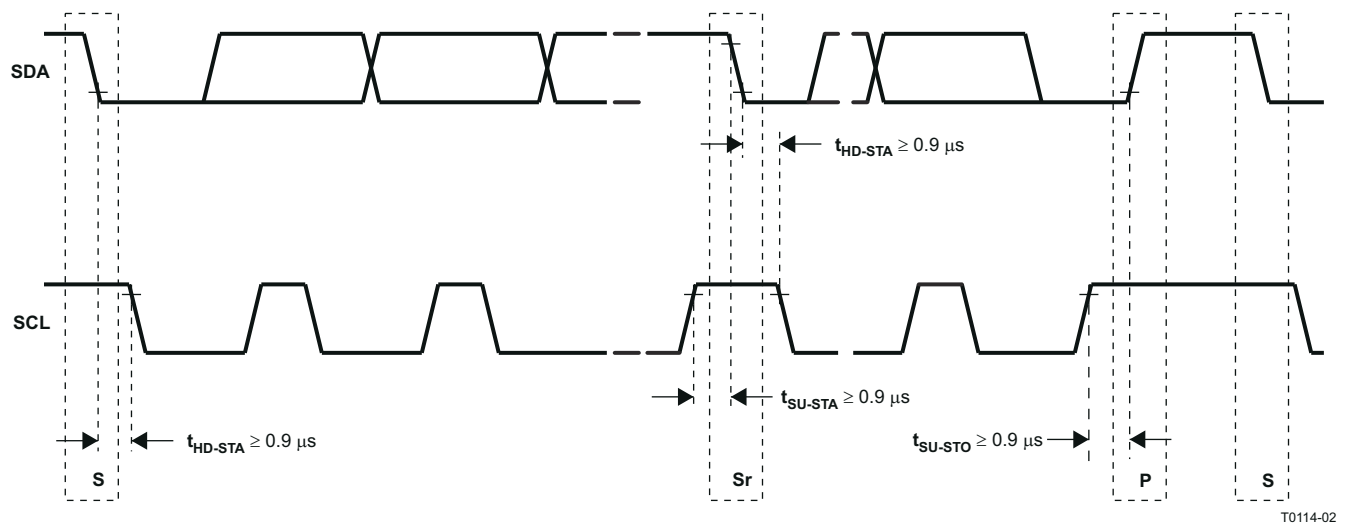 SDA
t_HD-STA ≥ 0.9 μs
SCL
t_SU-STA ≥ 0.9 μs
t_HD-STA ≥ 0.9 μs
t_SU-STO ≥ 0.9 μs
S
Sr
P
S
T0114-02